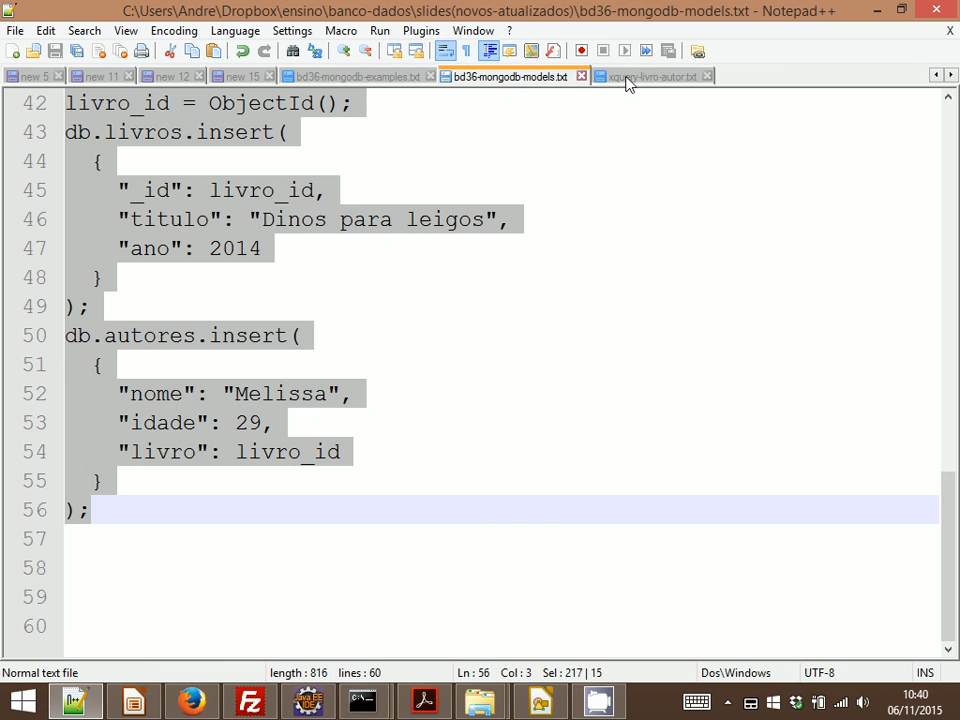 C:\Users\Andre\Dropbox\ensino\banco-dados\slides(novos-atualizados)\bd36-mongodb-models.txt - Notepad++
File Edit Search View Encoding Language Settings Macro Run Plugins Window ? X
new 5 new 11 new 12 new 15 bd36-mongodb-examples.txt bd36-mongodb-models.txt xquery-livro-autor.txt
42 livro_id = ObjectId();
43 db.livros.insert(
44 {
45 "_id": livro_id,
46 "titulo": "Dinos para leigos",
47 "ano": 2014
48 }
49 );
50 db.autores.insert(
51 {
52 "nome": "Melissa",
53 "idade": 29,
54 "livro": livro_id
55 }
56 );
57
58
59
60
Normal text file length : 816 lines : 60 Ln : 56 Col : 3 Sel : 217 | 15 Dos\Windows UTF-8 INS
10:40
06/11/2015